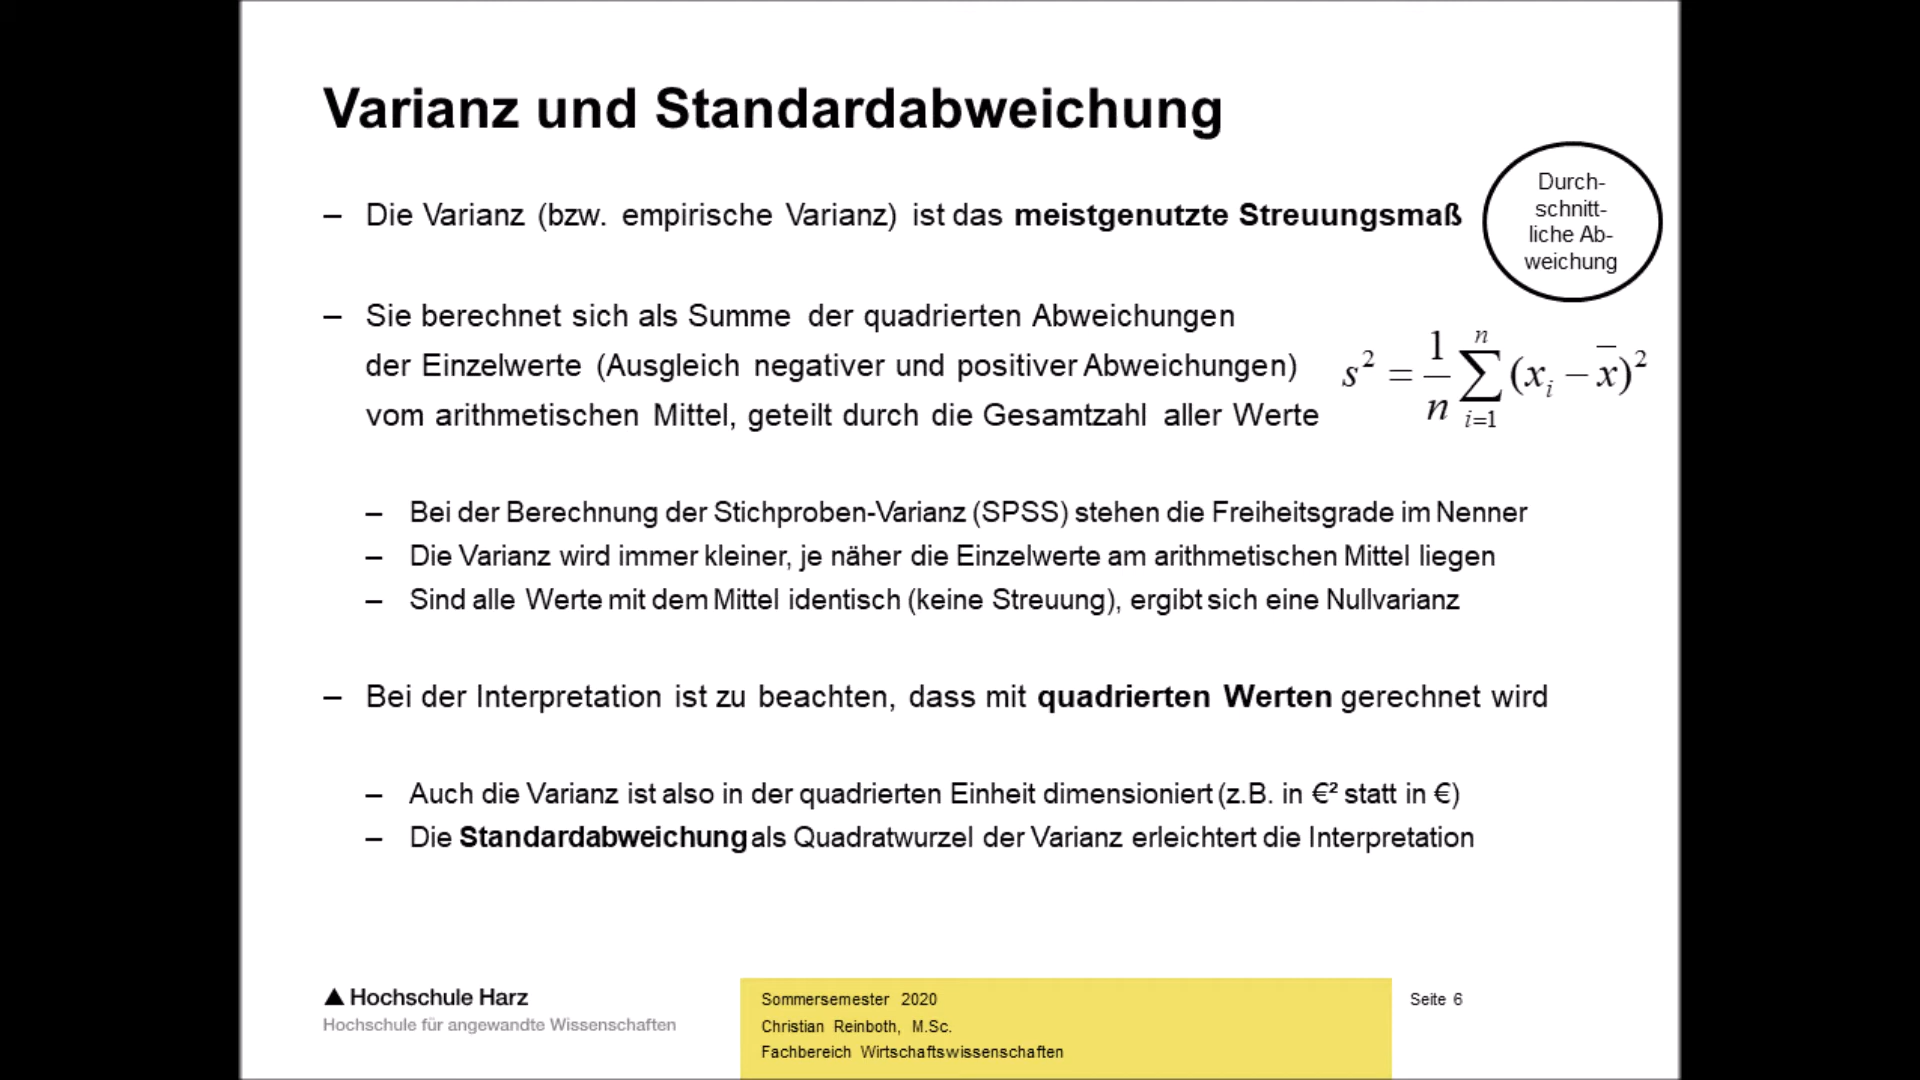 Varianz und Standardabweichung
Durch-
schnitt-
liche Ab-
weichung
– Die Varianz (bzw. empirische Varianz) ist das meistgenutzte Streuungsmaß
– Sie berechnet sich als Summe der quadrierten Abweichungen
der Einzelwerte (Ausgleich negativer und positiver Abweichungen)
vom arithmetischen Mittel, geteilt durch die Gesamtzahl aller Werte
s² = 1/n ∑ᵢ₌₁ⁿ (xᵢ − x̅)²
– Bei der Berechnung der Stichproben-Varianz (SPSS) stehen die Freiheitsgrade im Nenner
– Die Varianz wird immer kleiner, je näher die Einzelwerte am arithmetischen Mittel liegen
– Sind alle Werte mit dem Mittel identisch (keine Streuung), ergibt sich eine Nullvarianz
– Bei der Interpretation ist zu beachten, dass mit quadrierten Werten gerechnet wird
– Auch die Varianz ist also in der quadrierten Einheit dimensioniert (z.B. in €² statt in €)
– Die Standardabweichung als Quadratwurzel der Varianz erleichtert die Interpretation
Hochschule Harz
Hochschule für angewandte Wissenschaften
Sommersemester 2020
Christian Reinboth, M.Sc.
Fachbereich Wirtschaftswissenschaften
Seite 6